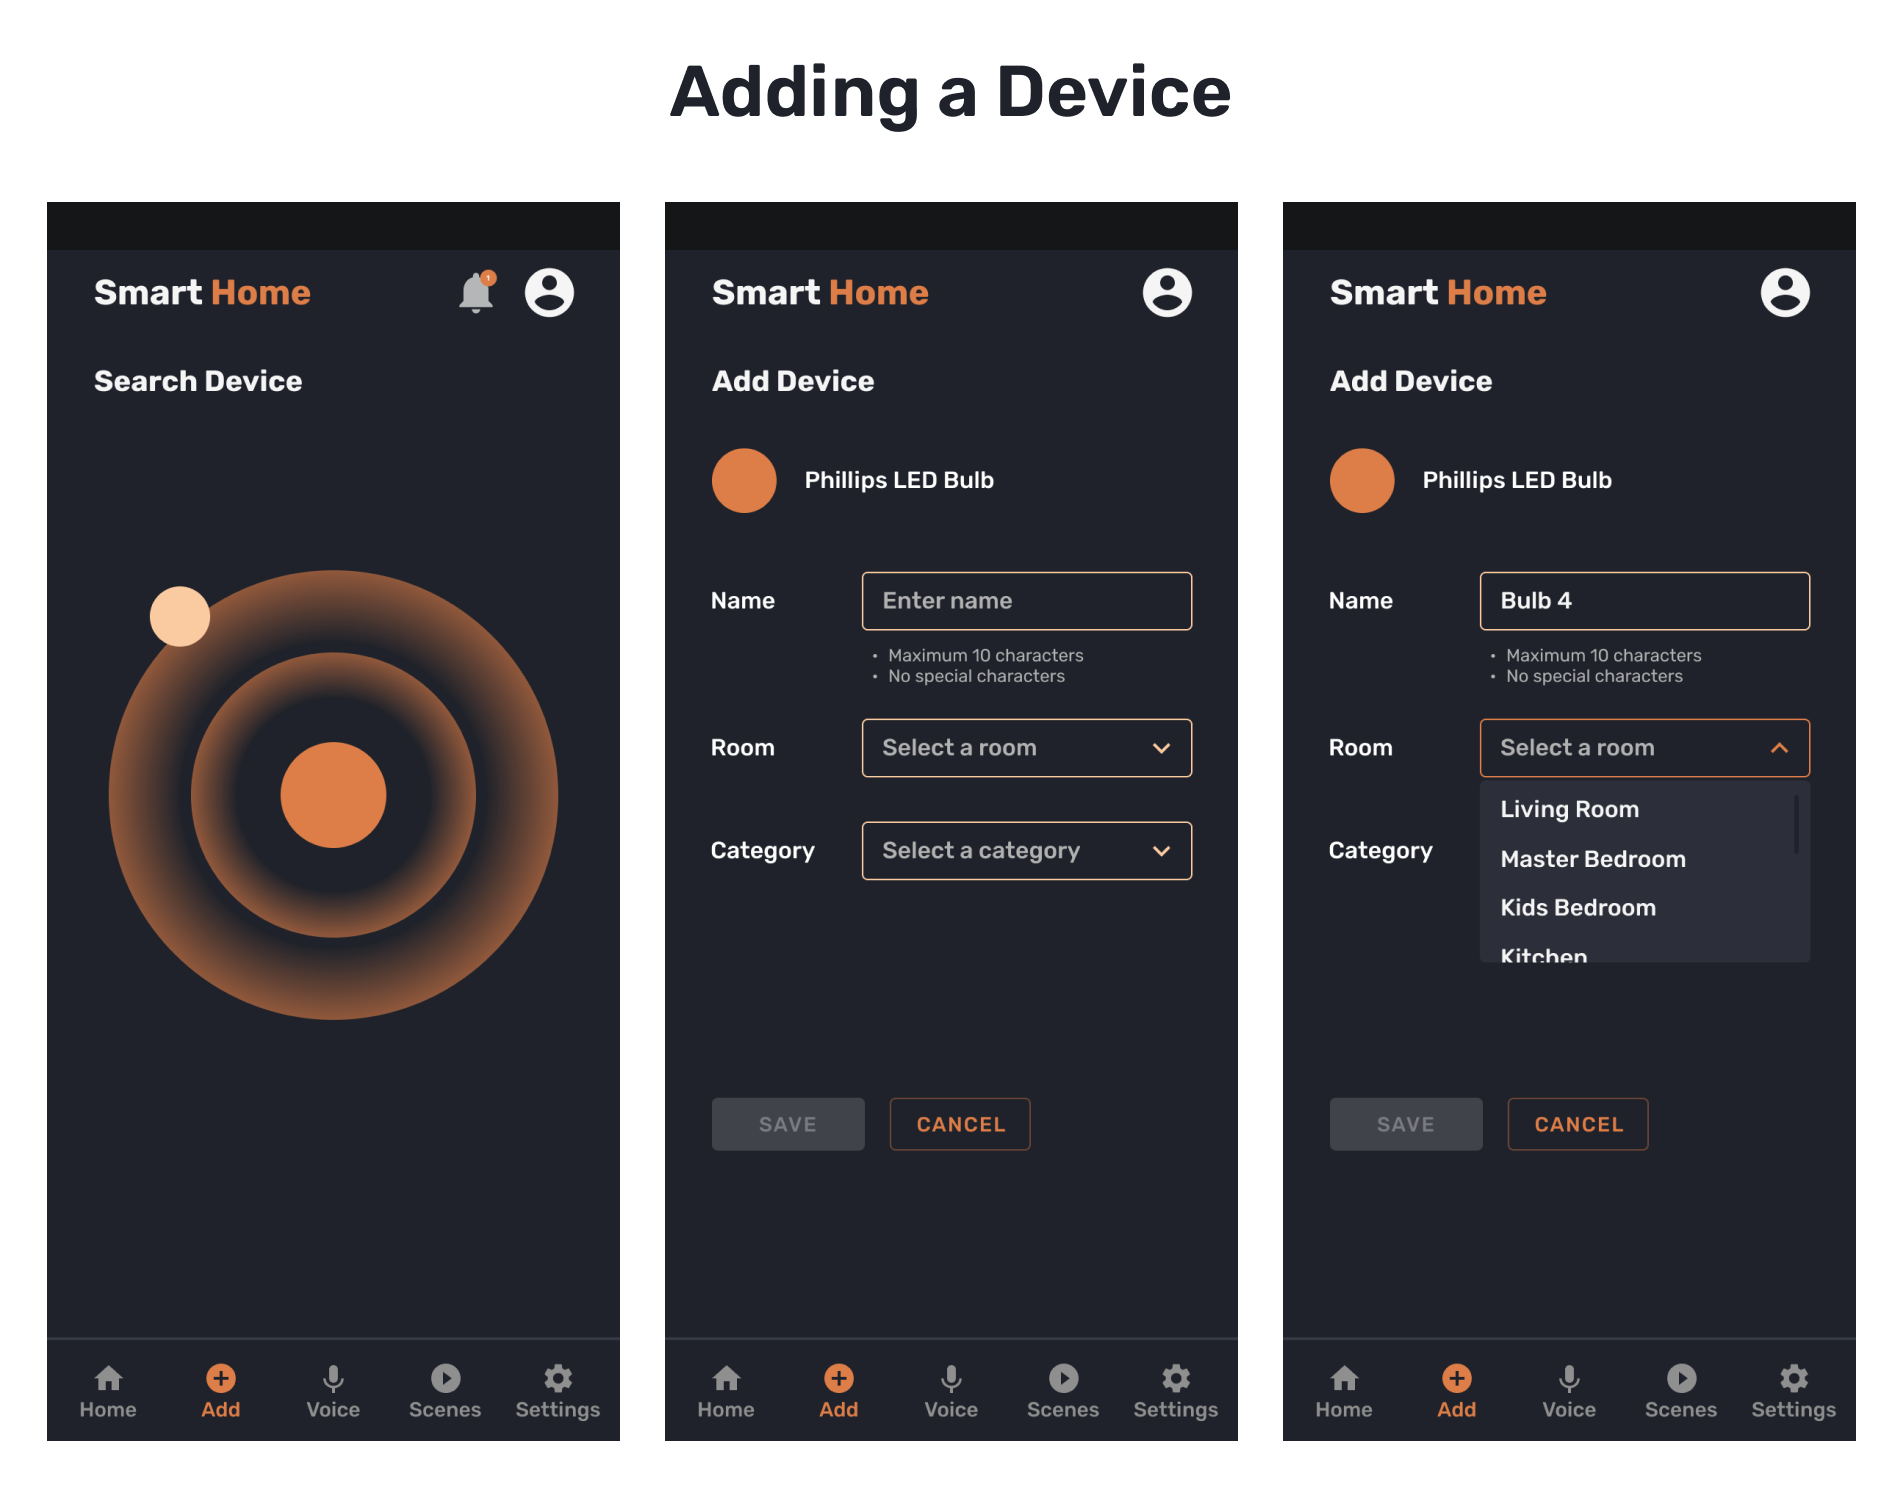 Adding a Device
Smart Home
1
Search Device
Home
Add
Voice
Scenes
Settings
Smart Home
Add Device
Phillips LED Bulb
Name
Enter name
• Maximum 10 characters
• No special characters
Room
Select a room
Category
Select a category
SAVE
CANCEL
Home
Add
Voice
Scenes
Settings
Smart Home
Add Device
Phillips LED Bulb
Name
Bulb 4
• Maximum 10 characters
• No special characters
Room
Select a room
Living Room
Category
Master Bedroom
Kids Bedroom
Kitchen
SAVE
CANCEL
Home
Add
Voice
Scenes
Settings